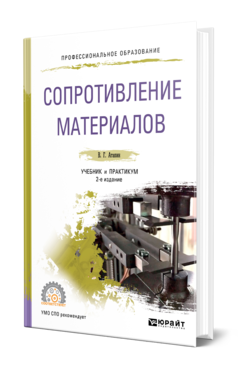 ПРОФЕССИОНАЛЬНОЕ ОБРАЗОВАНИЕ
СОПРОТИВЛЕНИЕ
МАТЕРИАЛОВ
В. Г. Атапин
УЧЕБНИК и ПРАКТИКУМ
2-е издание
УМО СПО рекомендует
ЮРАЙТ